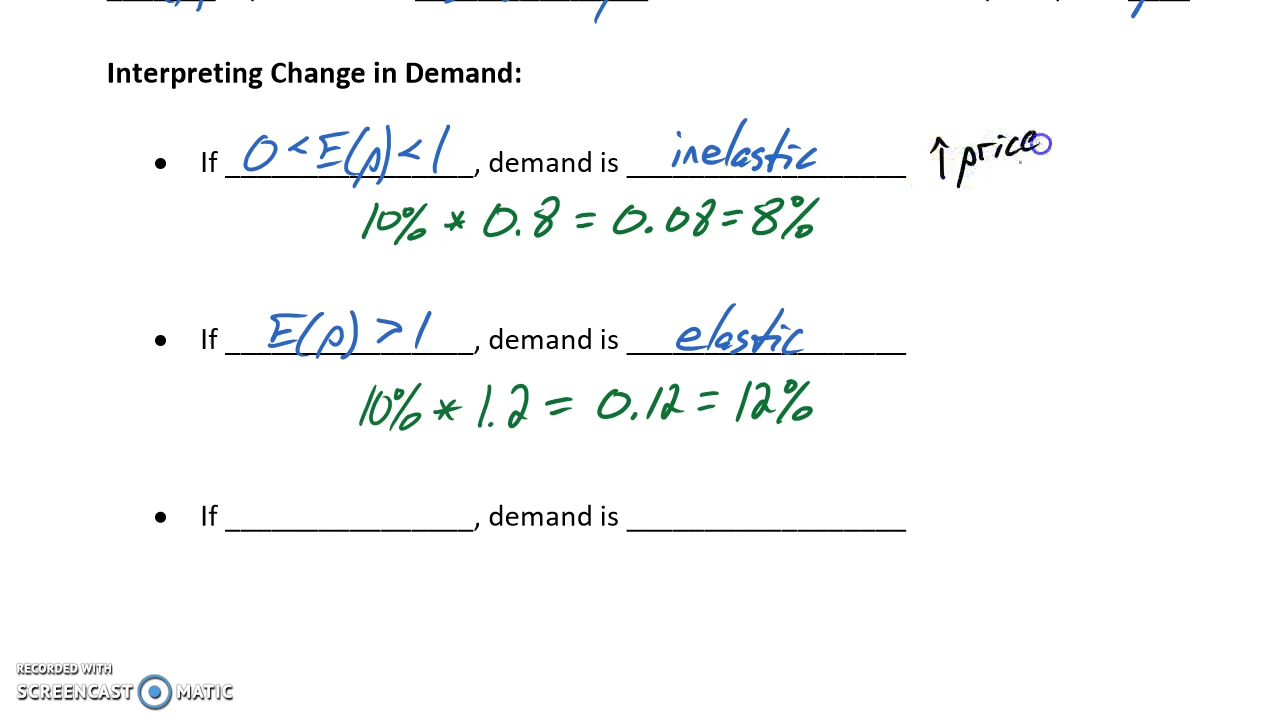 Interpreting Change in Demand:
• If 0 < E(p) < 1, demand is inelastic ↑ price
10% * 0.8 = 0.08 = 8%
• If E(p) > 1, demand is elastic
10% * 1.2 = 0.12 = 12%
• If ________________, demand is __________________
RECORDED WITH
SCREENCAST MATIC